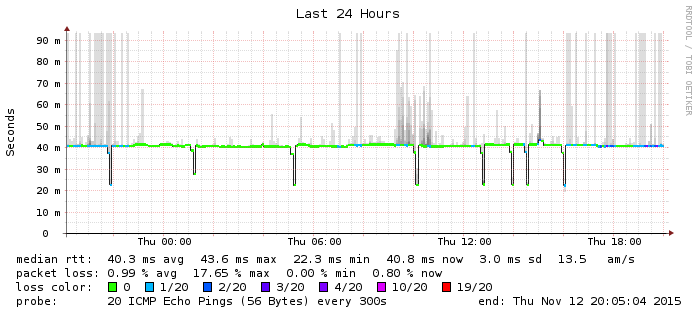 Last 24 Hours
RRDTOOL / TOBI OETIKER
Seconds
90 m
80 m
70 m
60 m
50 m
40 m
30 m
20 m
10 m
0
Thu 00:00 Thu 06:00 Thu 12:00 Thu 18:00
median rtt: 40.3 ms avg 43.6 ms max 22.3 ms min 40.8 ms now 3.0 ms sd 13.5 am/s
packet loss: 0.99 % avg 17.65 % max 0.00 % min 0.80 % now
loss color: 0 1/20 2/20 3/20 4/20 10/20 19/20
probe: 20 ICMP Echo Pings (56 Bytes) every 300s end: Thu Nov 12 20:05:04 2015